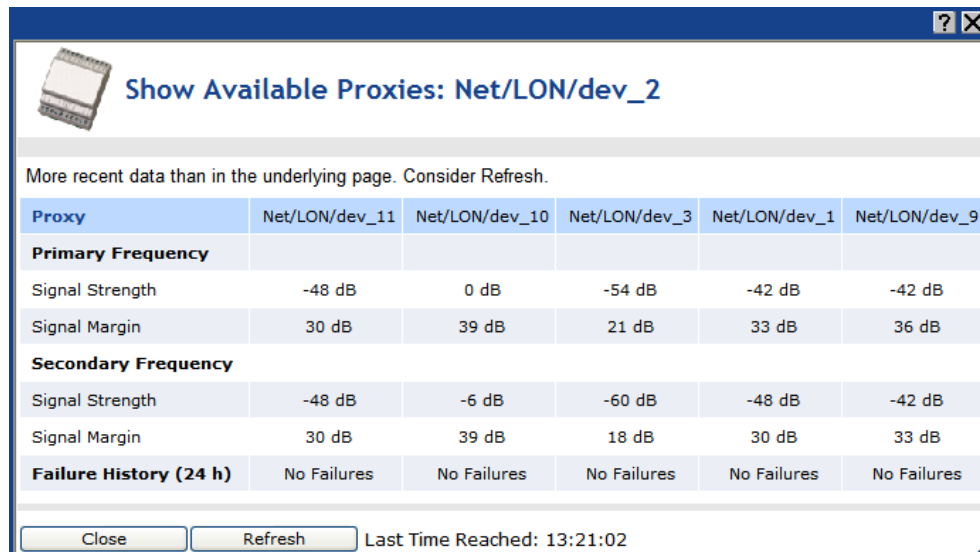 Show Available Proxies: Net/LON/dev_2
More recent data than in the underlying page. Consider Refresh.
Proxy Net/LON/dev_11 Net/LON/dev_10 Net/LON/dev_3 Net/LON/dev_1 Net/LON/dev_9
Primary Frequency
Signal Strength -48 dB 0 dB -54 dB -42 dB -42 dB
Signal Margin 30 dB 39 dB 21 dB 33 dB 36 dB
Secondary Frequency
Signal Strength -48 dB -6 dB -60 dB -48 dB -42 dB
Signal Margin 30 dB 39 dB 18 dB 30 dB 33 dB
Failure History (24 h) No Failures No Failures No Failures No Failures No Failures
Close Refresh Last Time Reached: 13:21:02